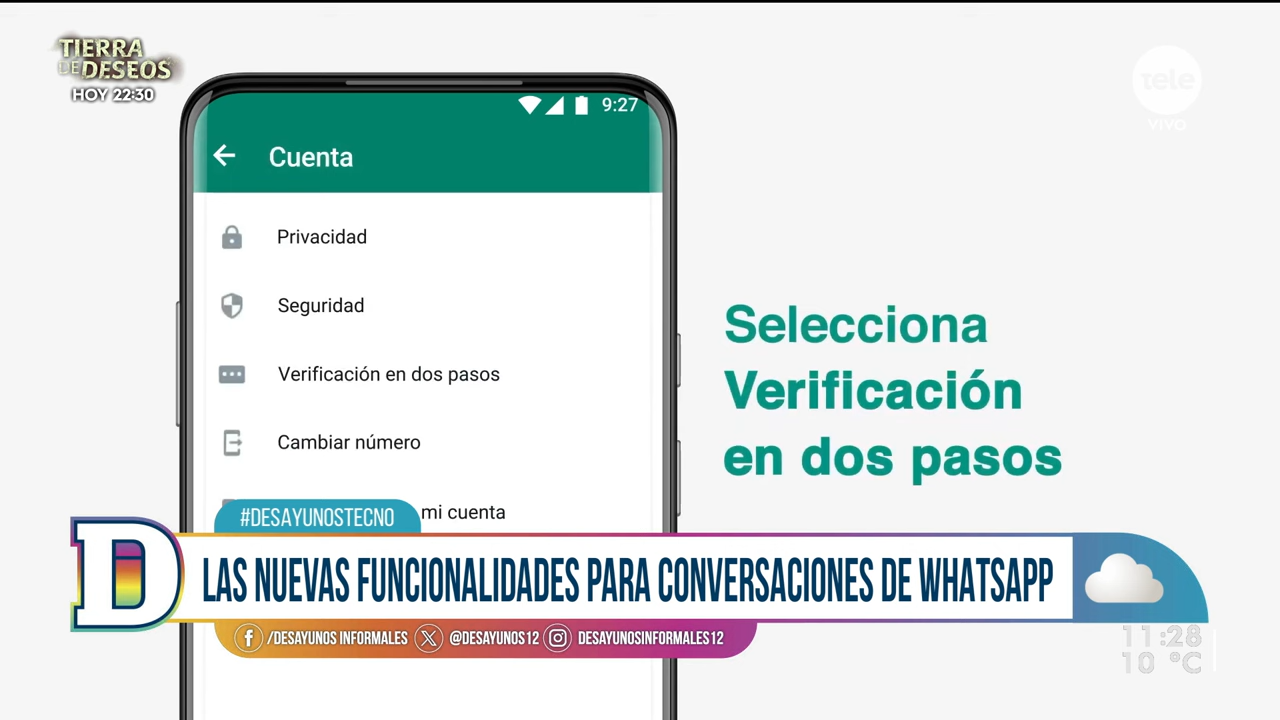 TIERRA
DE DESEOS
HOY 22:30
tele
VIVO
9:27
Cuenta
Privacidad
Seguridad
Verificación en dos pasos
Cambiar número
mi cuenta
Selecciona
Verificación
en dos pasos
#DESAYUNOSTECNO
D
LAS NUEVAS FUNCIONALIDADES PARA CONVERSACIONES DE WHATSAPP
/DESAYUNOS INFORMALES @DESAYUNOS12 DESAYUNOSINFORMALES12
11:28
10 °C